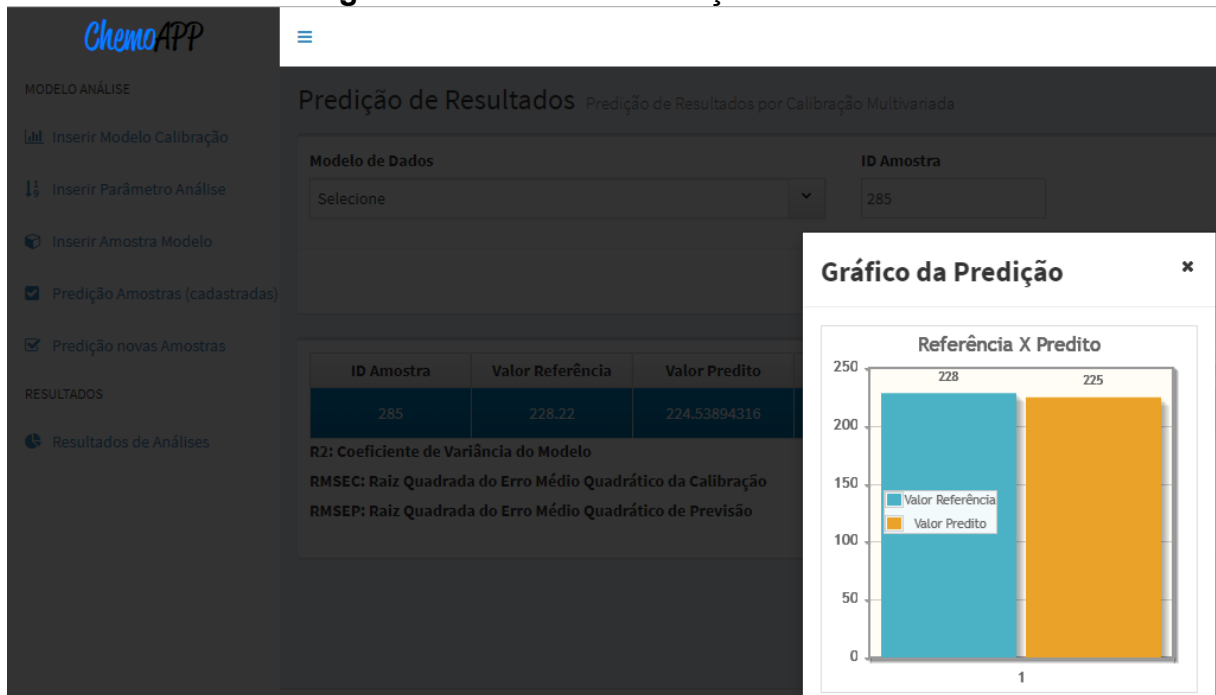 ChemoAPP
MODELO ANÁLISE
Inserir Modelo Calibração
Inserir Parâmetro Análise
Inserir Amostra Modelo
Predição Amostras (cadastradas)
Predição novas Amostras
RESULTADOS
Resultados de Análises
Predição de Resultados Predição de Resultados por Calibração Multivariada
Modelo de Dados ID Amostra
Selecione 285
ID Amostra Valor Referência Valor Predito
285 228.22 224.53894316
R2: Coeficiente de Variância do Modelo
RMSEC: Raiz Quadrada do Erro Médio Quadrático da Calibração
RMSEP: Raiz Quadrada do Erro Médio Quadrático de Previsão
Gráfico da Predição
Referência X Predito
250
228 225
200
150
Valor Referência
Valor Predito
100
50
0
1